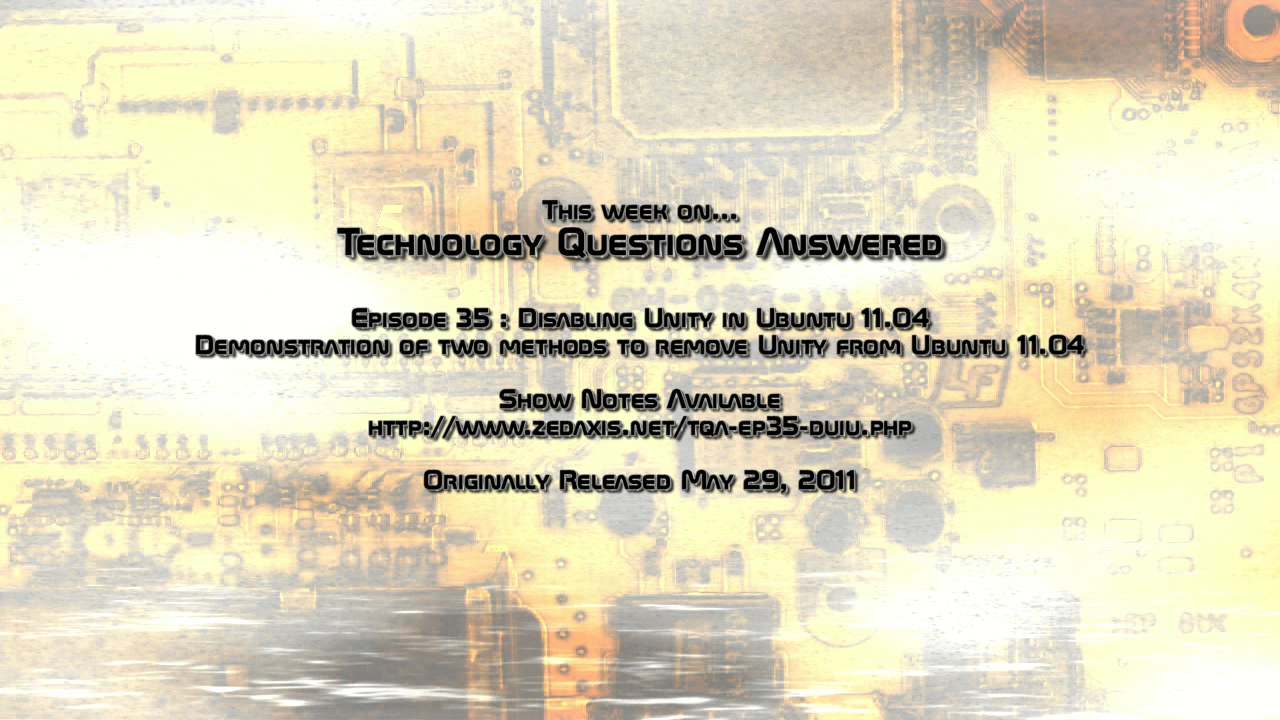 This week on...
Technology Questions Answered
Episode 35 : Disabling Unity in Ubuntu 11.04
Demonstration of two methods to remove Unity from Ubuntu 11.04
Show Notes Available
http://www.zedaxis.net/tqa-ep35-duiu.php
Originally Released May 29, 2011